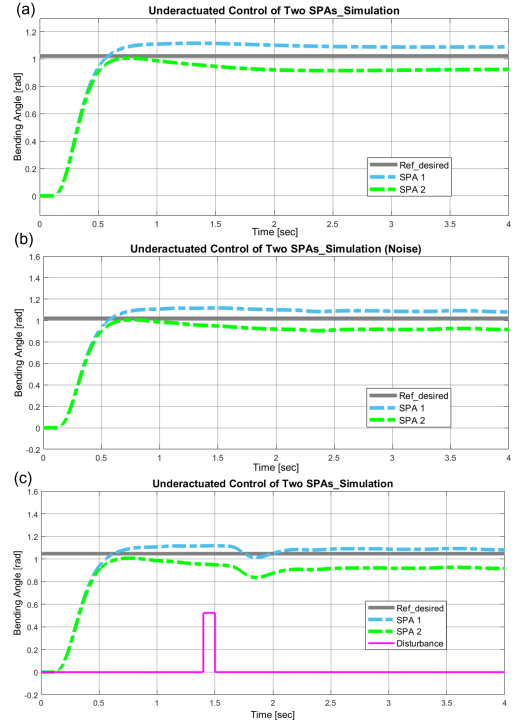 (a)
Underactuated Control of Two SPAs_Simulation
1.2
1
0.8
0.6
0.4
0.2
0
Bending Angle [rad]
Ref_desired
SPA 1
SPA 2
0 0.5 1 1.5 2 2.5 3 3.5 4
Time [sec]
(b)
Underactuated Control of Two SPAs_Simulation (Noise)
1.6
1.4
1.2
1
0.8
0.6
0.4
0.2
0
-0.2
Bending Angle [rad]
Ref_desired
SPA 1
SPA 2
0 0.5 1 1.5 2 2.5 3 3.5 4
Time [sec]
(c)
Underactuated Control of Two SPAs_Simulation
1.6
1.4
1.2
1
0.8
0.6
0.4
0.2
0
-0.2
Bending Angle [rad]
Ref_desired
SPA 1
SPA 2
Disturbance
0 0.5 1 1.5 2 2.5 3 3.5 4
Time [sec]